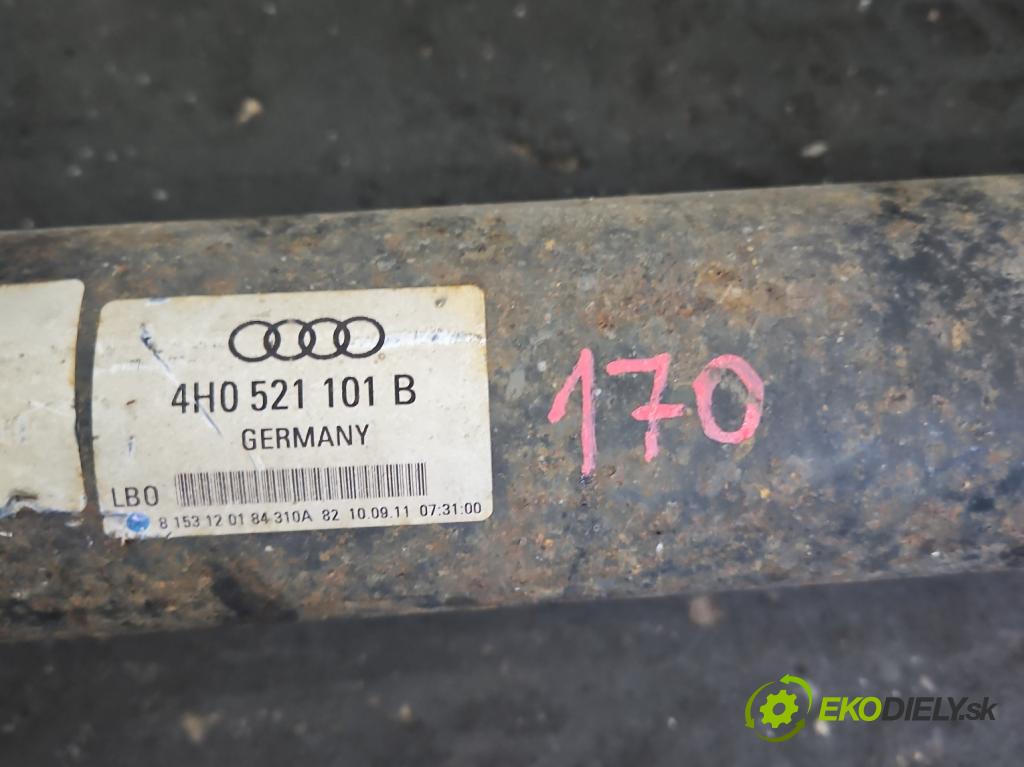 4H0 521 101 B
GERMANY
LB0
8 153 12 01 84 310A 82 10.09.11 07:31:00
170
EKODIELY.sk